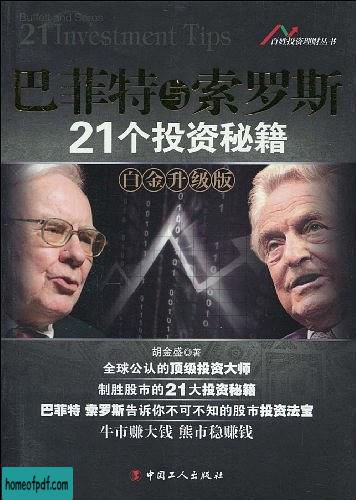 Buffett and Soros
21 Investment Tips
百姓投资理财丛书
巴菲特与索罗斯
21个投资秘籍
白金升级版
胡金盛◎著
全球公认的顶级投资大师
制胜股市的21大投资秘籍
巴菲特 索罗斯告诉你不可不知的股市投资法宝
牛市赚大钱 熊市稳赚钱
中国工人出版社
homeofpdf.com